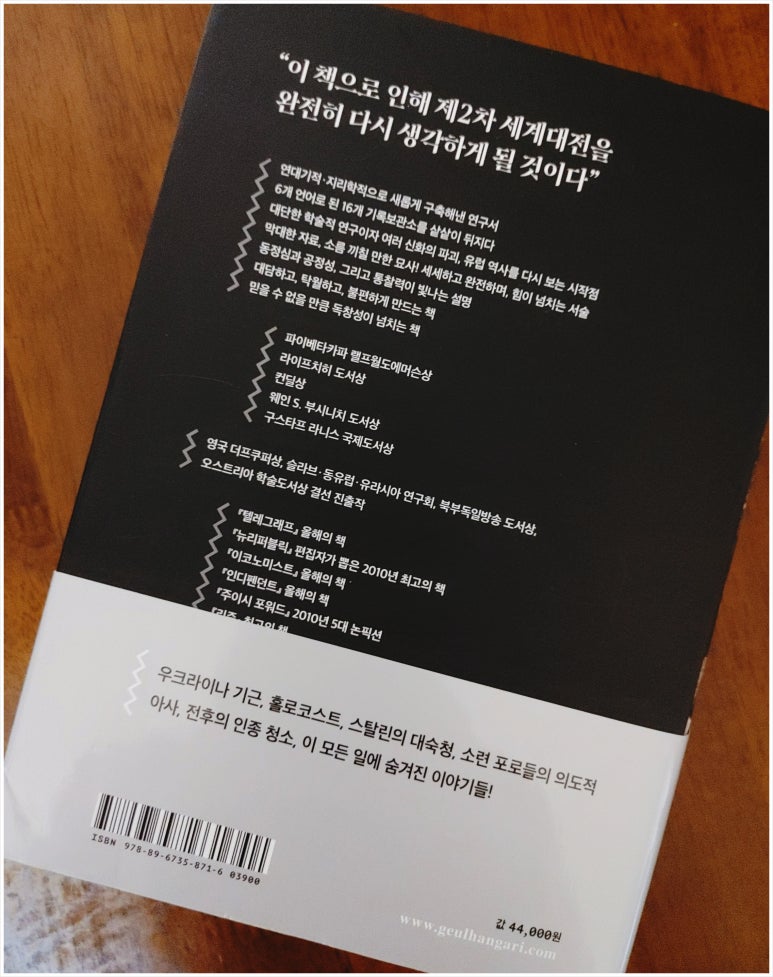 “이 책으로 인해 제2차 세계대전을
완전히 다시 생각하게 될 것이다”
연대기적·지리학적으로 새롭게 구축해낸 연구서
6개 언어로 된 16개 기록보관소를 샅샅이 뒤지다
대단한 학술적 연구이자 여러 신화의 파괴, 유럽 역사를 다시 보는 시작점
막대한 자료, 소름 끼칠 만한 묘사! 세세하고 완전하며, 힘이 넘치는 서술
동정심과 공정성, 그리고 통찰력이 빛나는 설명
대담하고, 탁월하고, 불편하게 만드는 책
믿을 수 없을 만큼 독창성이 넘치는 책
파이베타카파 랠프월도에머슨상
라이프치히 도서상
컨딜상
웨인 S. 부시니치 도서상
구스타프 라니스 국제도서상
영국 더프쿠퍼상, 슬라브·동유럽·유라시아 연구회, 북부독일방송 도서상,
오스트리아 학술도서상 결선 진출작
『텔레그래프』 올해의 책
『뉴리퍼블릭』 편집자가 뽑은 2010년 최고의 책
『이코노미스트』 올해의 책
『인디펜던트』 올해의 책
『주이시 포워드』 2010년 5대 논픽션
『리즌』 최고의 책
우크라이나 기근, 홀로코스트, 스탈린의 대숙청, 소련 포로들의 의도적
아사, 전후의 인종 청소, 이 모든 일에 숨겨진 이야기들!
ISBN 978-89-6735-871-6 03900
값 44,000원
www.geulhangari.com